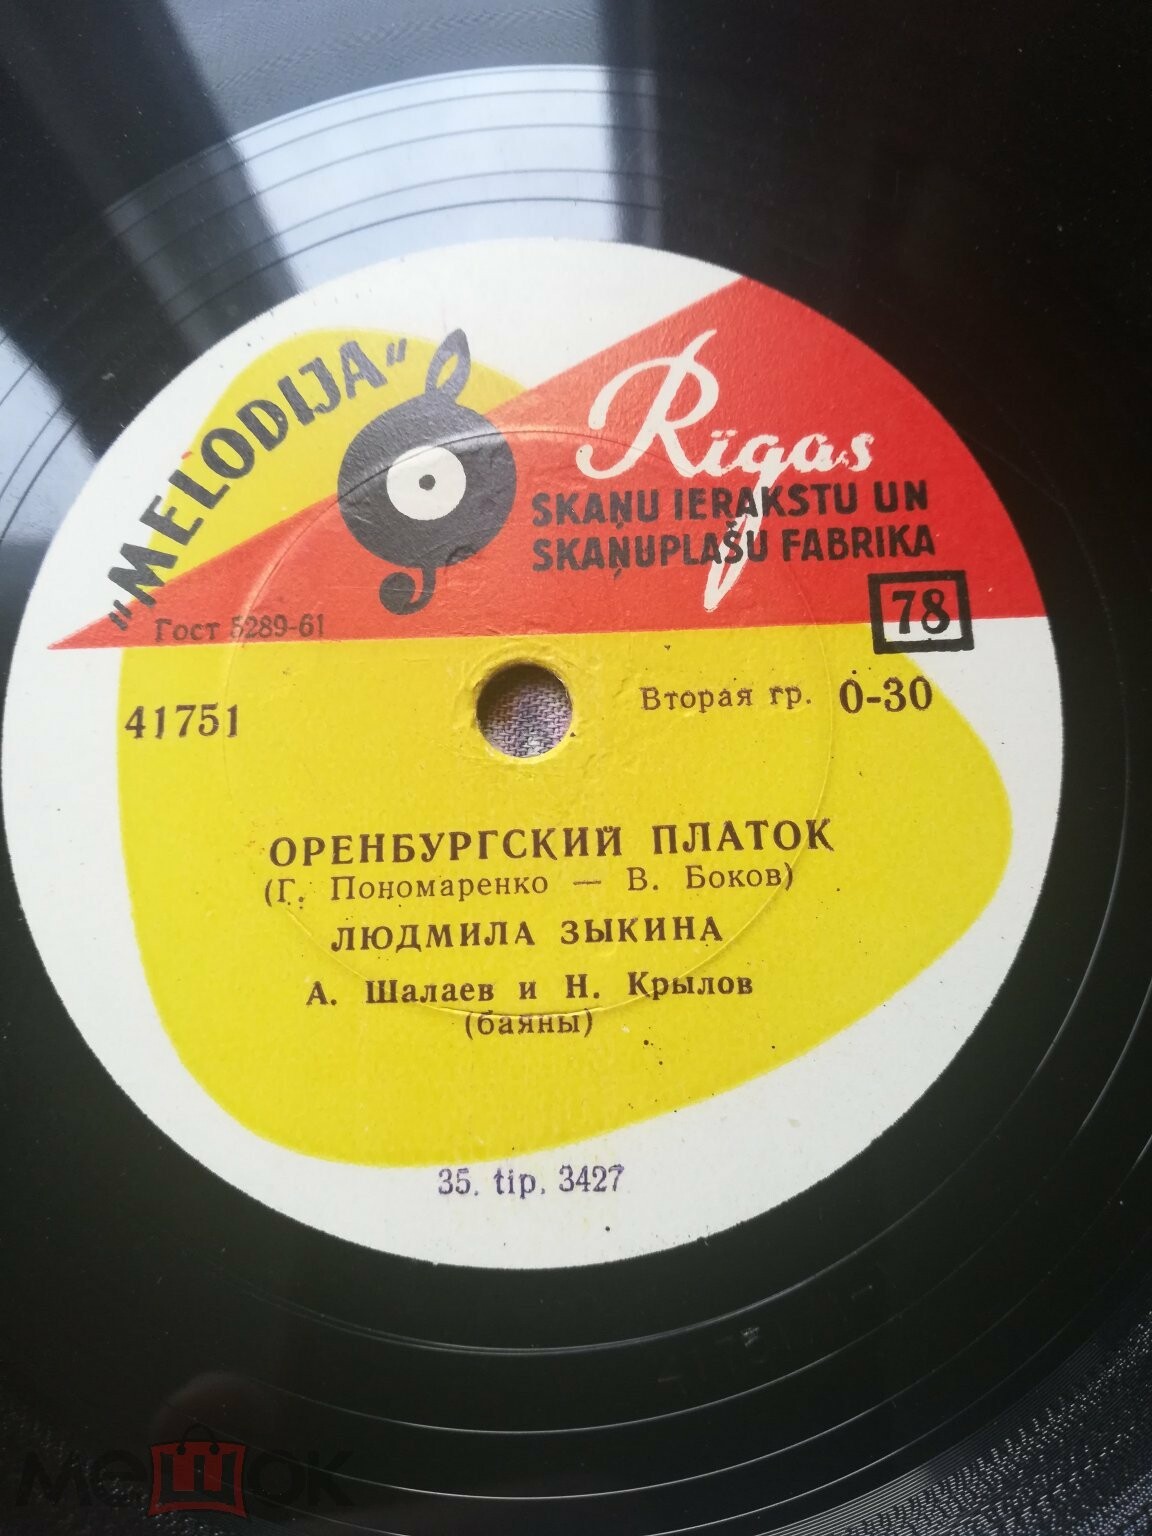 "MELODIJA"
Rīgas
SKAŅU IERAKSTU UN
SKAŅUPLAŠU FABRIKA
78
Гост 5289-61
41751
Вторая гр. 0-30
ОРЕНБУРГСКИЙ ПЛАТОК
(Г. Пономаренко — В. Боков)
ЛЮДМИЛА ЗЫКИНА
А. Шалаев и Н. Крылов
(баяны)
35. tip. 3427
мешок